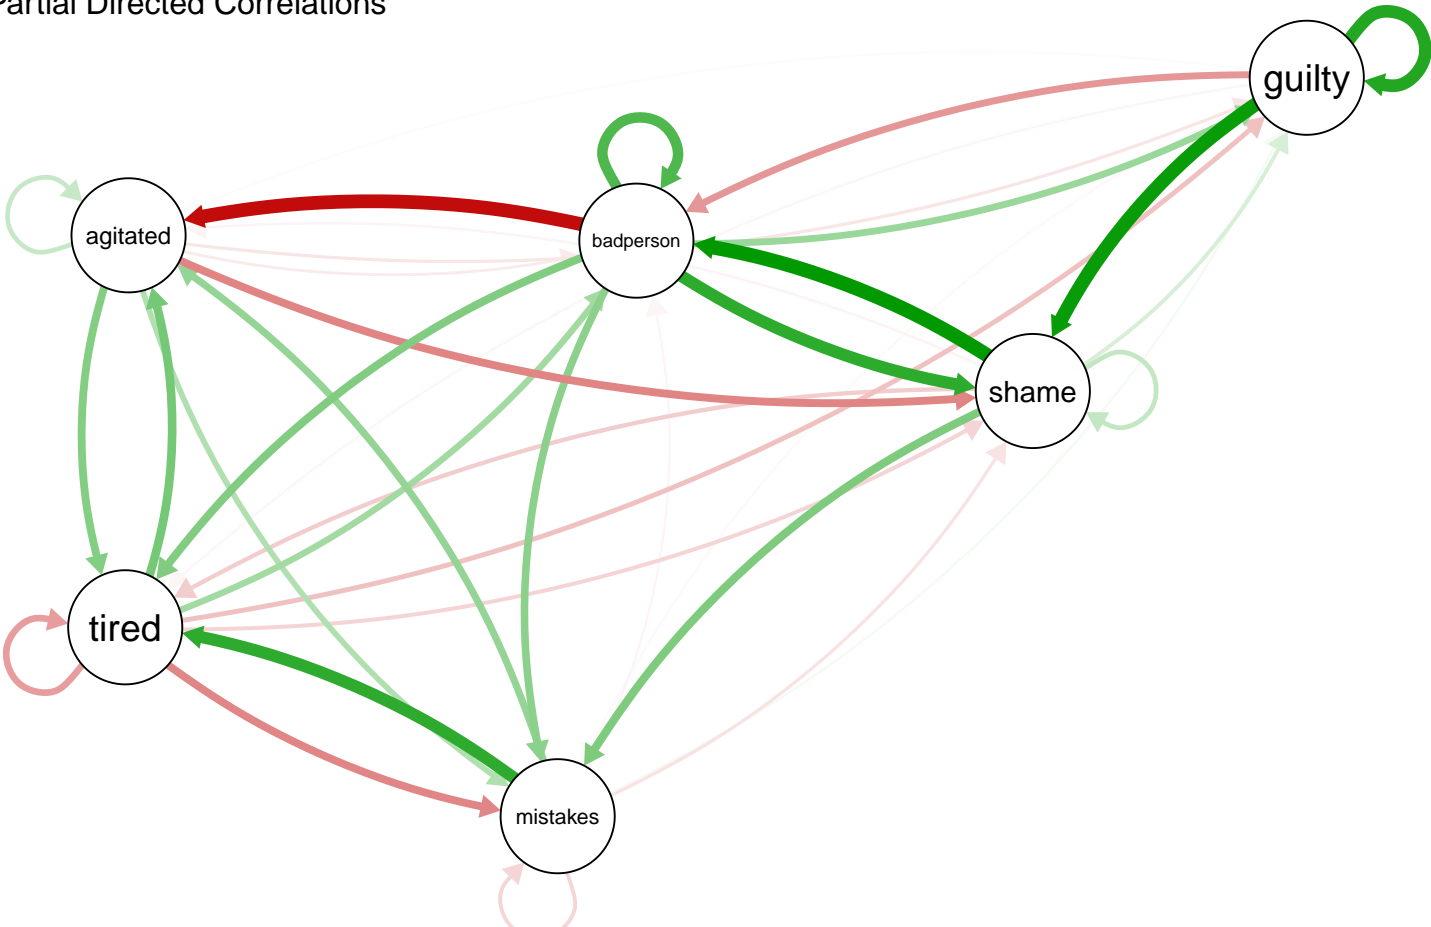 Partial Directed Correlations
guilty
agitated
badperson
shame
tired
mistakes